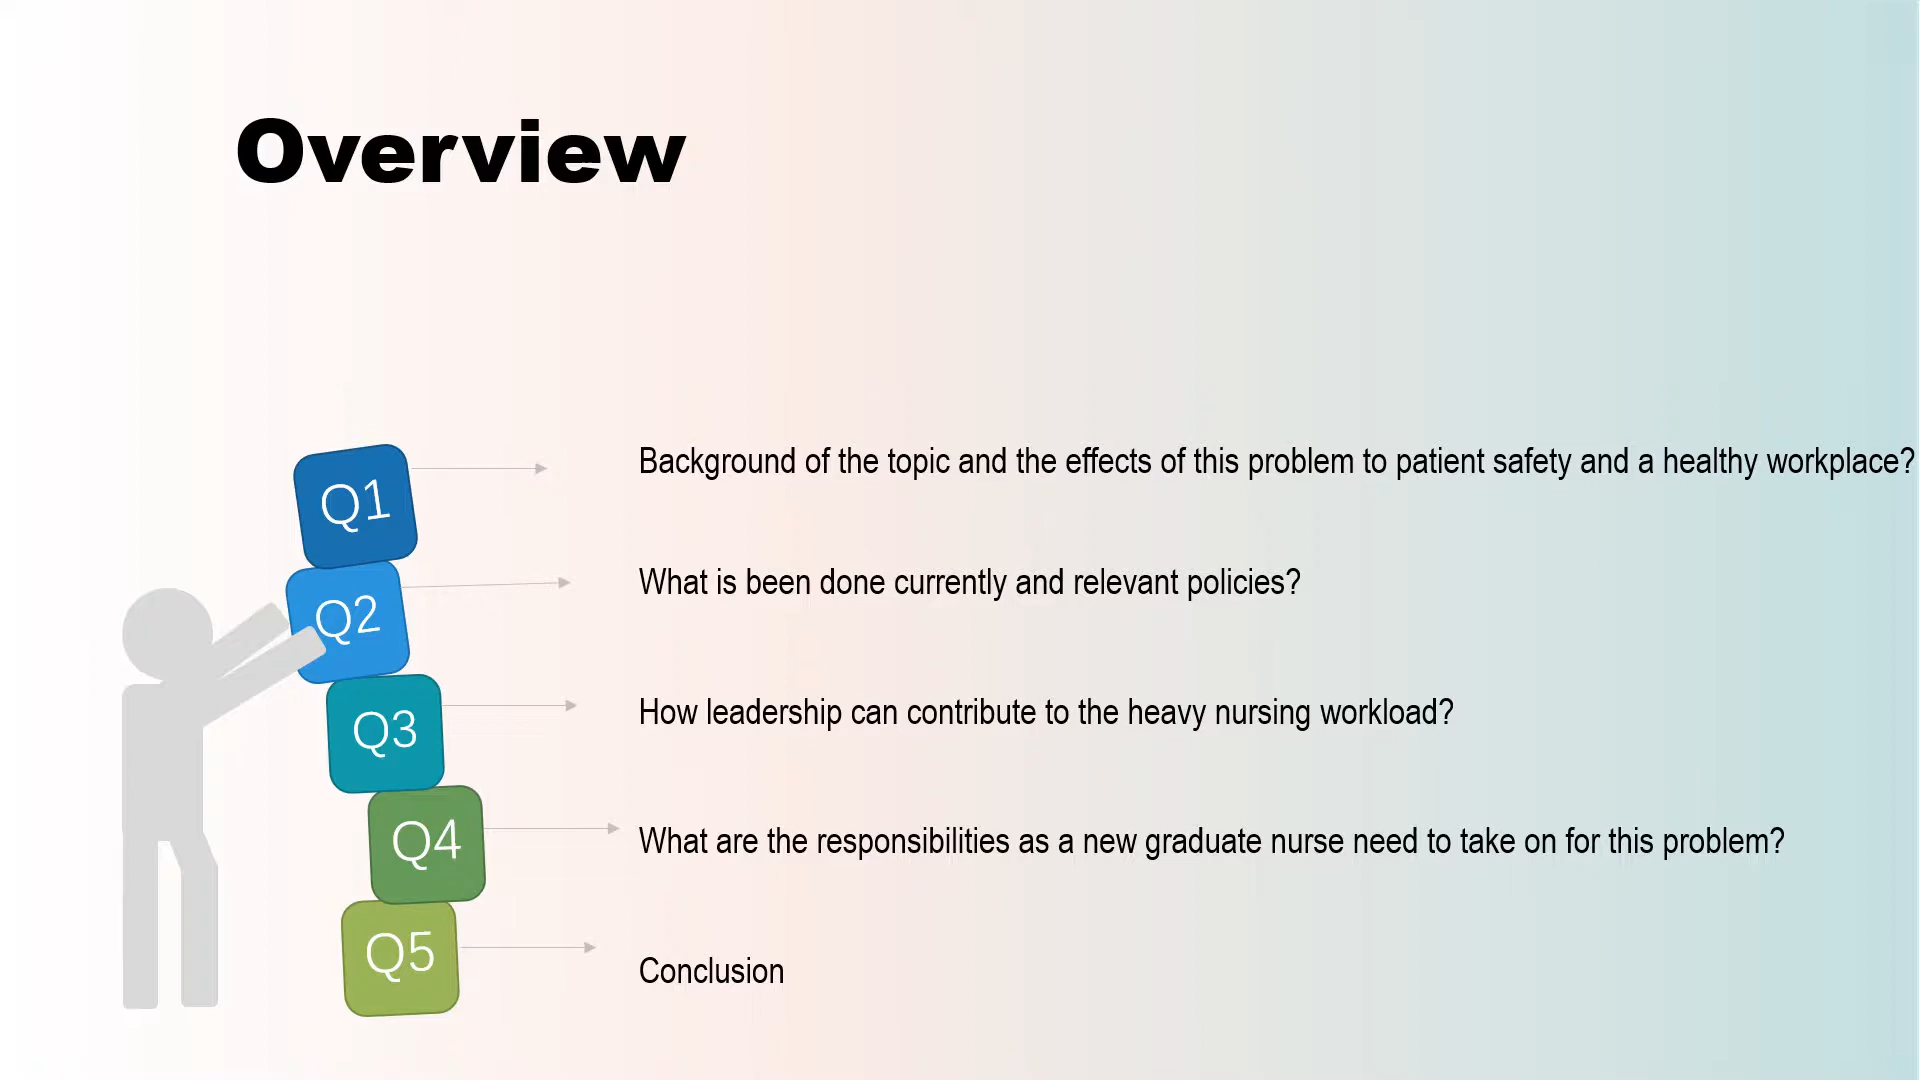 Overview
Q1
Background of the topic and the effects of this problem to patient safety and a healthy workplace?
Q2
What is been done currently and relevant policies?
Q3
How leadership can contribute to the heavy nursing workload?
Q4
What are the responsibilities as a new graduate nurse need to take on for this problem?
Q5
Conclusion